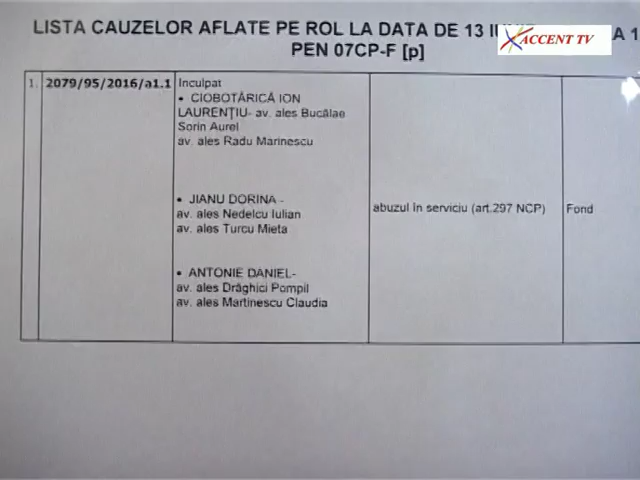 LISTA CAUZELOR AFLATE PE ROL LA DATA DE 13 A 1
PEN 07CP-F [p]
ACCENT TV
1. 2079/95/2016/a1.1 Inculpat
• CIOBOTĂRICĂ ION
LAURENȚIU- av. ales Bucălae
Sorin Aurel
av. ales Radu Marinescu
• JIANU DORINA -
av. ales Nedelcu Iulian
av. ales Turcu Mieta
abuzul în serviciu (art.297 NCP)
Fond
• ANTONIE DANIEL-
av. ales Drăghici Pompil
av. ales Martinescu Claudia